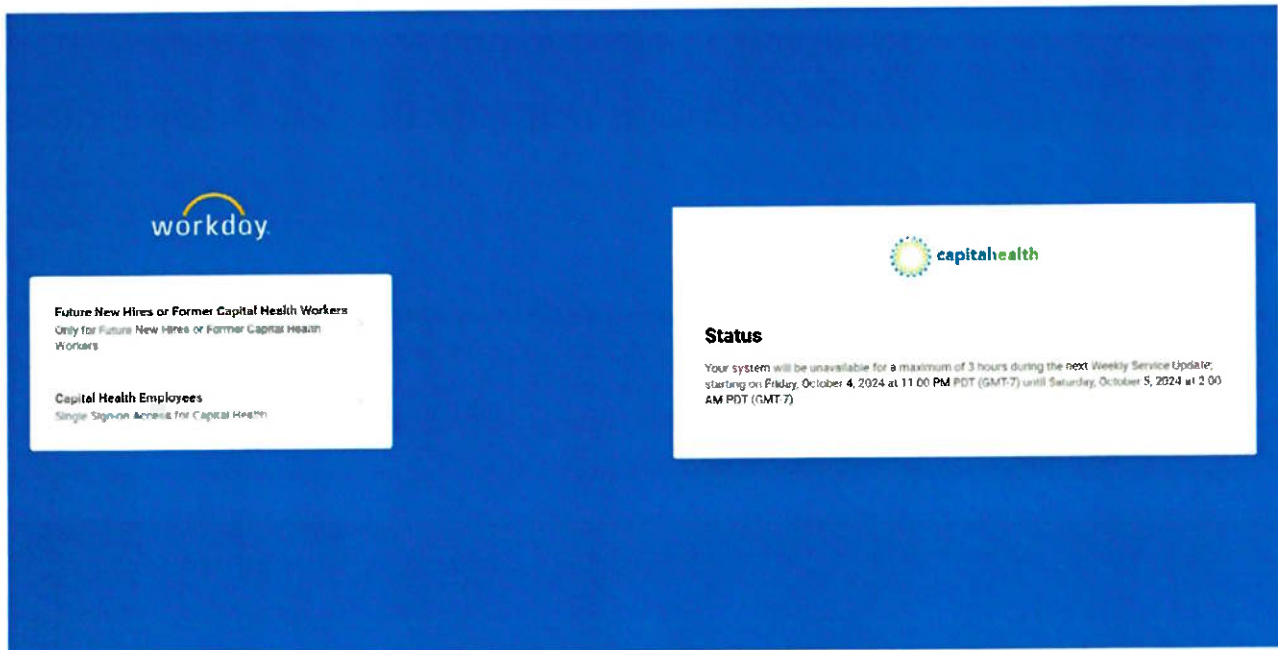 workday.
Future New Hires or Former Capital Health Workers
Only for Future New Hires or Former Capital Health
Workers
Capital Health Employees
Single Sign-on Access for Capital Health
capitalhealth
Status
Your system will be unavailable for a maximum of 3 hours during the next Weekly Service Update;
starting on Friday, October 4, 2024 at 11:00 PM PDT (GMT-7) until Saturday, October 5, 2024 at 2:00
AM PDT (GMT-7)